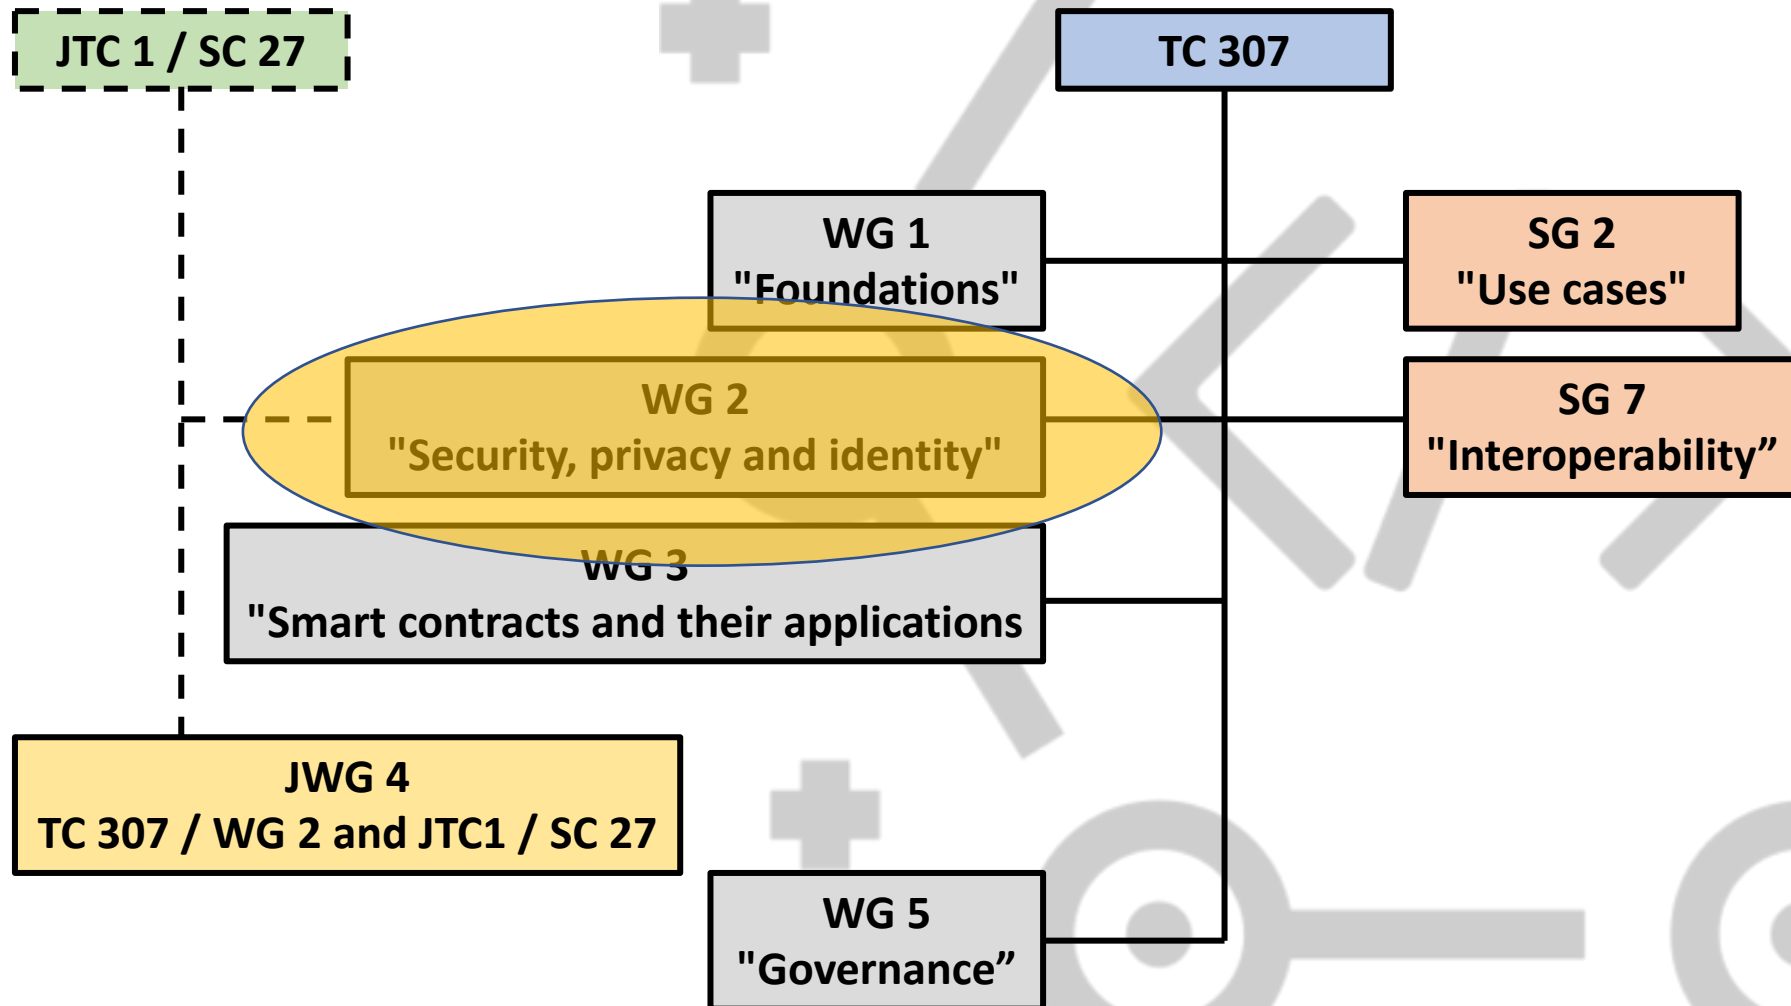 JTC 1 / SC 27
TC 307
WG 1
"Foundations"
SG 2
"Use cases"
WG 2
"Security, privacy and identity"
SG 7
"Interoperability”
WG 3
"Smart contracts and their applications
JWG 4
TC 307 / WG 2 and JTC1 / SC 27
WG 5
"Governance”